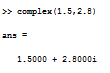 >> complex(1.5,2.8)
ans =
1.5000 + 2.8000i